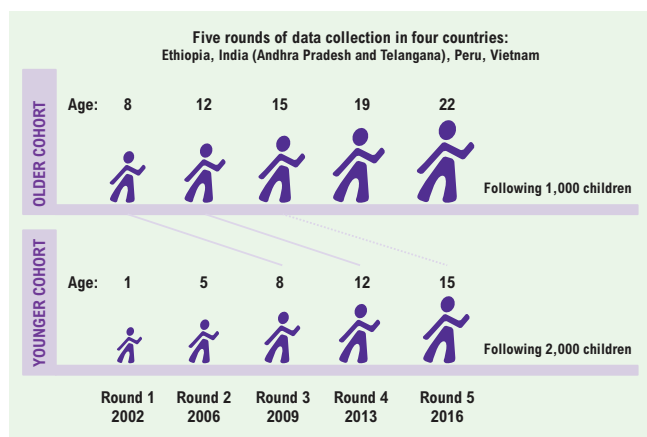 Five rounds of data collection in four countries:
Ethiopia, India (Andhra Pradesh and Telangana), Peru, Vietnam
OLDER COHORT
Age: 8 12 15 19 22
Following 1,000 children
YOUNGER COHORT
Age: 1 5 8 12 15
Following 2,000 children
Round 1 Round 2 Round 3 Round 4 Round 5
2002 2006 2009 2013 2016